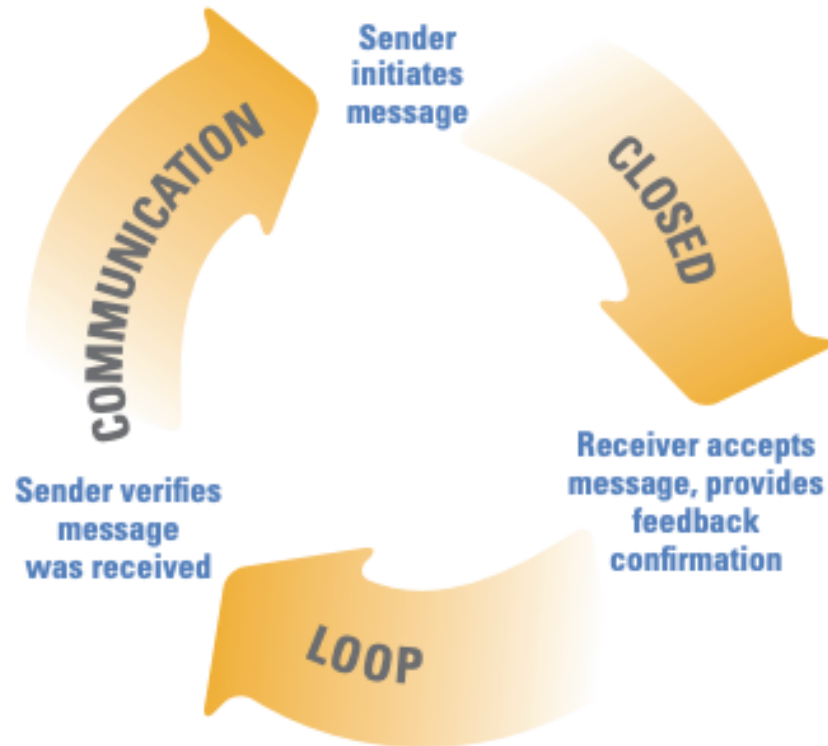 Sender
initiates
message
CLOSED
Receiver accepts
message, provides
feedback
confirmation
LOOP
Sender verifies
message
was received
COMMUNICATION